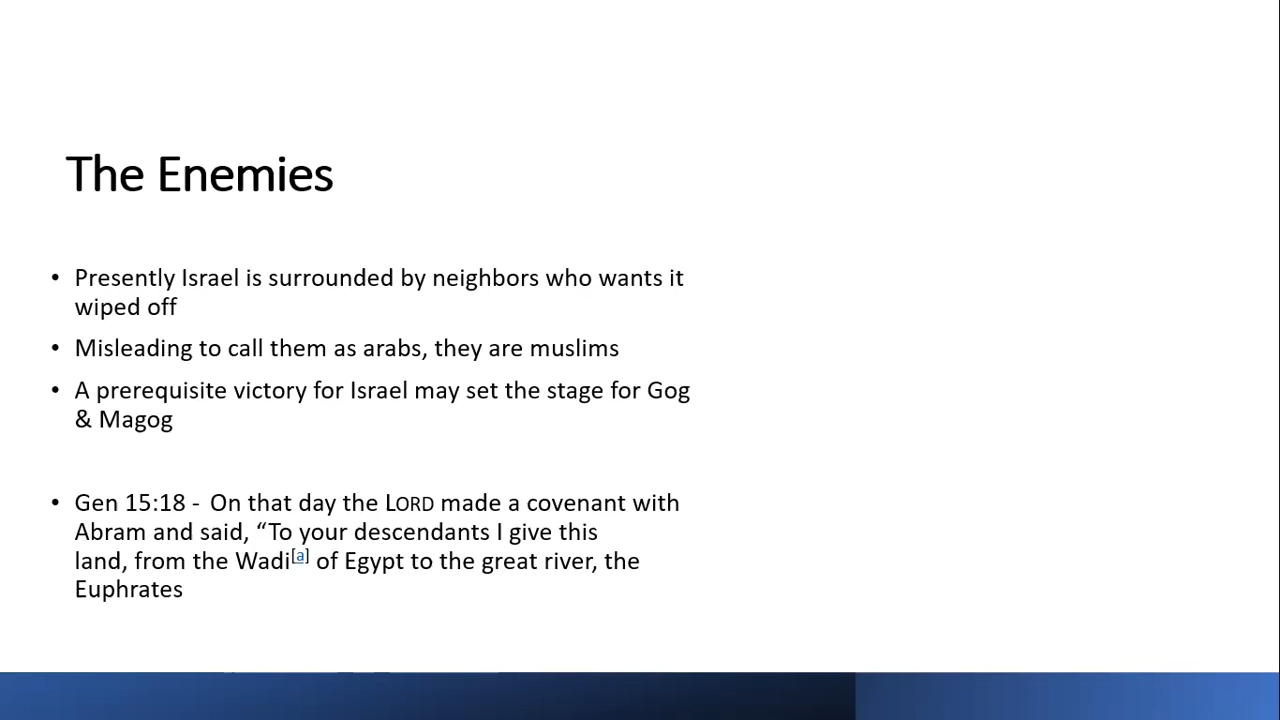 The Enemies
• Presently Israel is surrounded by neighbors who wants it
wiped off
• Misleading to call them as arabs, they are muslims
• A prerequisite victory for Israel may set the stage for Gog
& Magog
• Gen 15:18 - On that day the LORD made a covenant with
Abram and said, “To your descendants I give this
land, from the Wadi[a] of Egypt to the great river, the
Euphrates